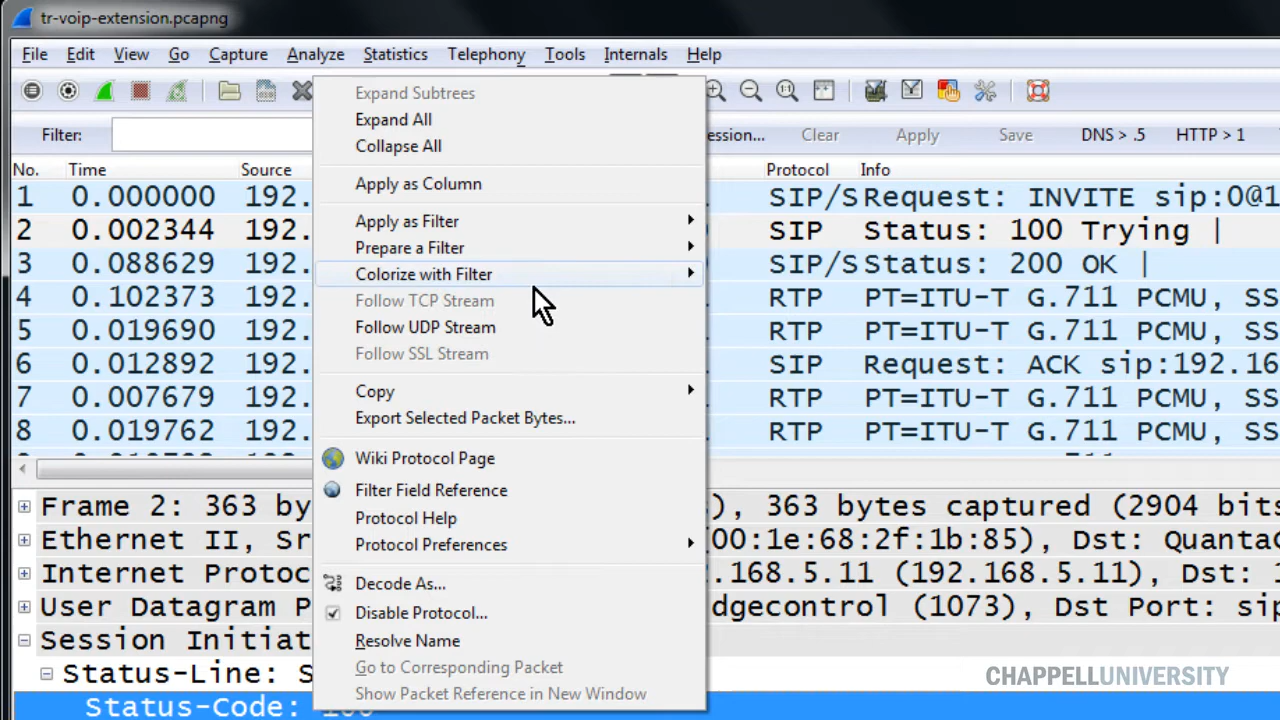 tr-voip-extension.pcapng
File Edit View Go Capture Analyze Statistics Telephony Tools Internals Help
Filter: ession... Clear Apply Save DNS > .5 HTTP > 1
No. Time Source Protocol Info
1 0.000000 192. SIP/S Request: INVITE sip:0@1
2 0.002344 192. SIP Status: 100 Trying |
3 0.088629 192. SIP/S Status: 200 OK |
4 0.102373 192. RTP PT=ITU-T G.711 PCMU, SS
5 0.019690 192. RTP PT=ITU-T G.711 PCMU, SS
6 0.012892 192. SIP Request: ACK sip:192.16
7 0.007679 192. RTP PT=ITU-T G.711 PCMU, SS
8 0.019762 192. RTP PT=ITU-T G.711 PCMU, SS
Expand Subtrees
Expand All
Collapse All
Apply as Column
Apply as Filter
Prepare a Filter
Colorize with Filter
Follow TCP Stream
Follow UDP Stream
Follow SSL Stream
Copy
Export Selected Packet Bytes...
Wiki Protocol Page
Filter Field Reference
Protocol Help
Protocol Preferences
Decode As...
Disable Protocol...
Resolve Name
Go to Corresponding Packet
Show Packet Reference in New Window
Frame 2: 363 by ), 363 bytes captured (2904 bits
Ethernet II, Sr 00:1e:68:2f:1b:85), Dst: Quanta
Internet Protoc .168.5.11 (192.168.5.11), Dst: 1
User Datagram P dgecontrol (1073), Dst Port: sip
Session Initiat
Status-Line: S
Status-Code: 100
CHAPPELLUNIVERSITY